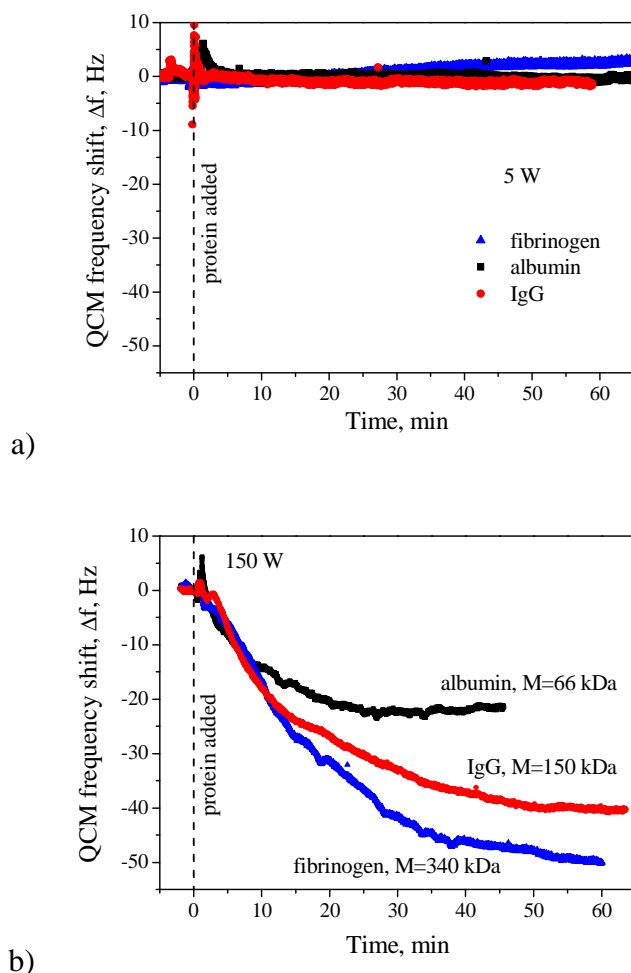 10
0
-10
-20
-30
-40
-50
QCM frequency shift, Δf, Hz
protein added
5 W
fibrinogen
albumin
IgG
0 10 20 30 40 50 60
Time, min
a)
10
0
-10
-20
-30
-40
-50
QCM frequency shift, Δf, Hz
protein added
150 W
albumin, M=66 kDa
IgG, M=150 kDa
fibrinogen, M=340 kDa
0 10 20 30 40 50 60
Time, min
b)